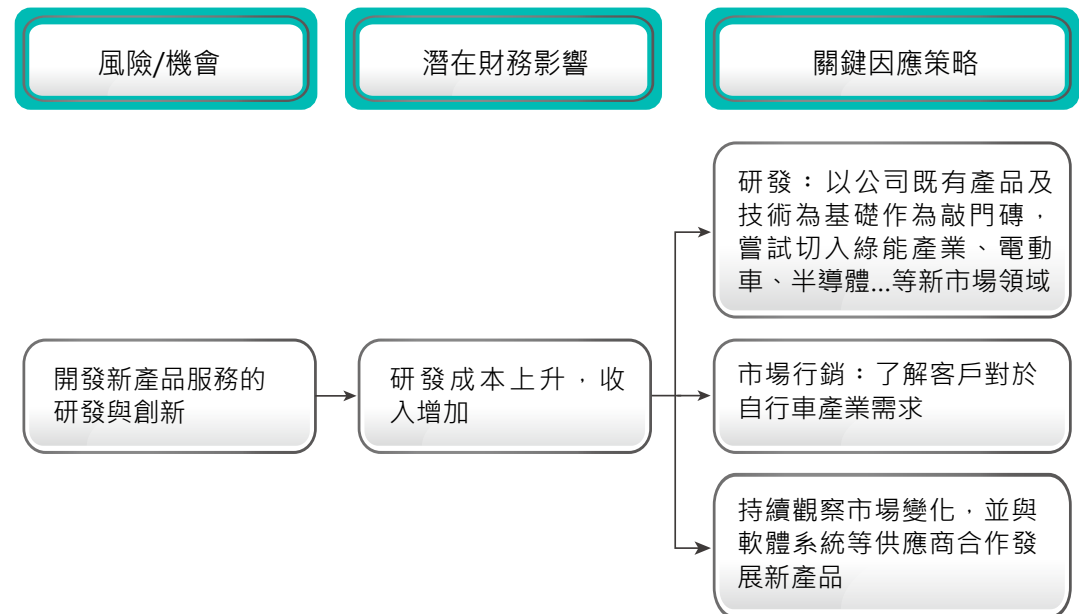 風險/機會
潛在財務影響
關鍵因應策略
開發新產品服務的
研發與創新
研發成本上升，收
入增加
研發：以公司既有產品及
技術為基礎作為敲門磚，
嘗試切入綠能產業、電動
車、半導體...等新市場領域
市場行銷：了解客戶對於
自行車產業需求
持續觀察市場變化，並與
軟體系統等供應商合作發
展新產品